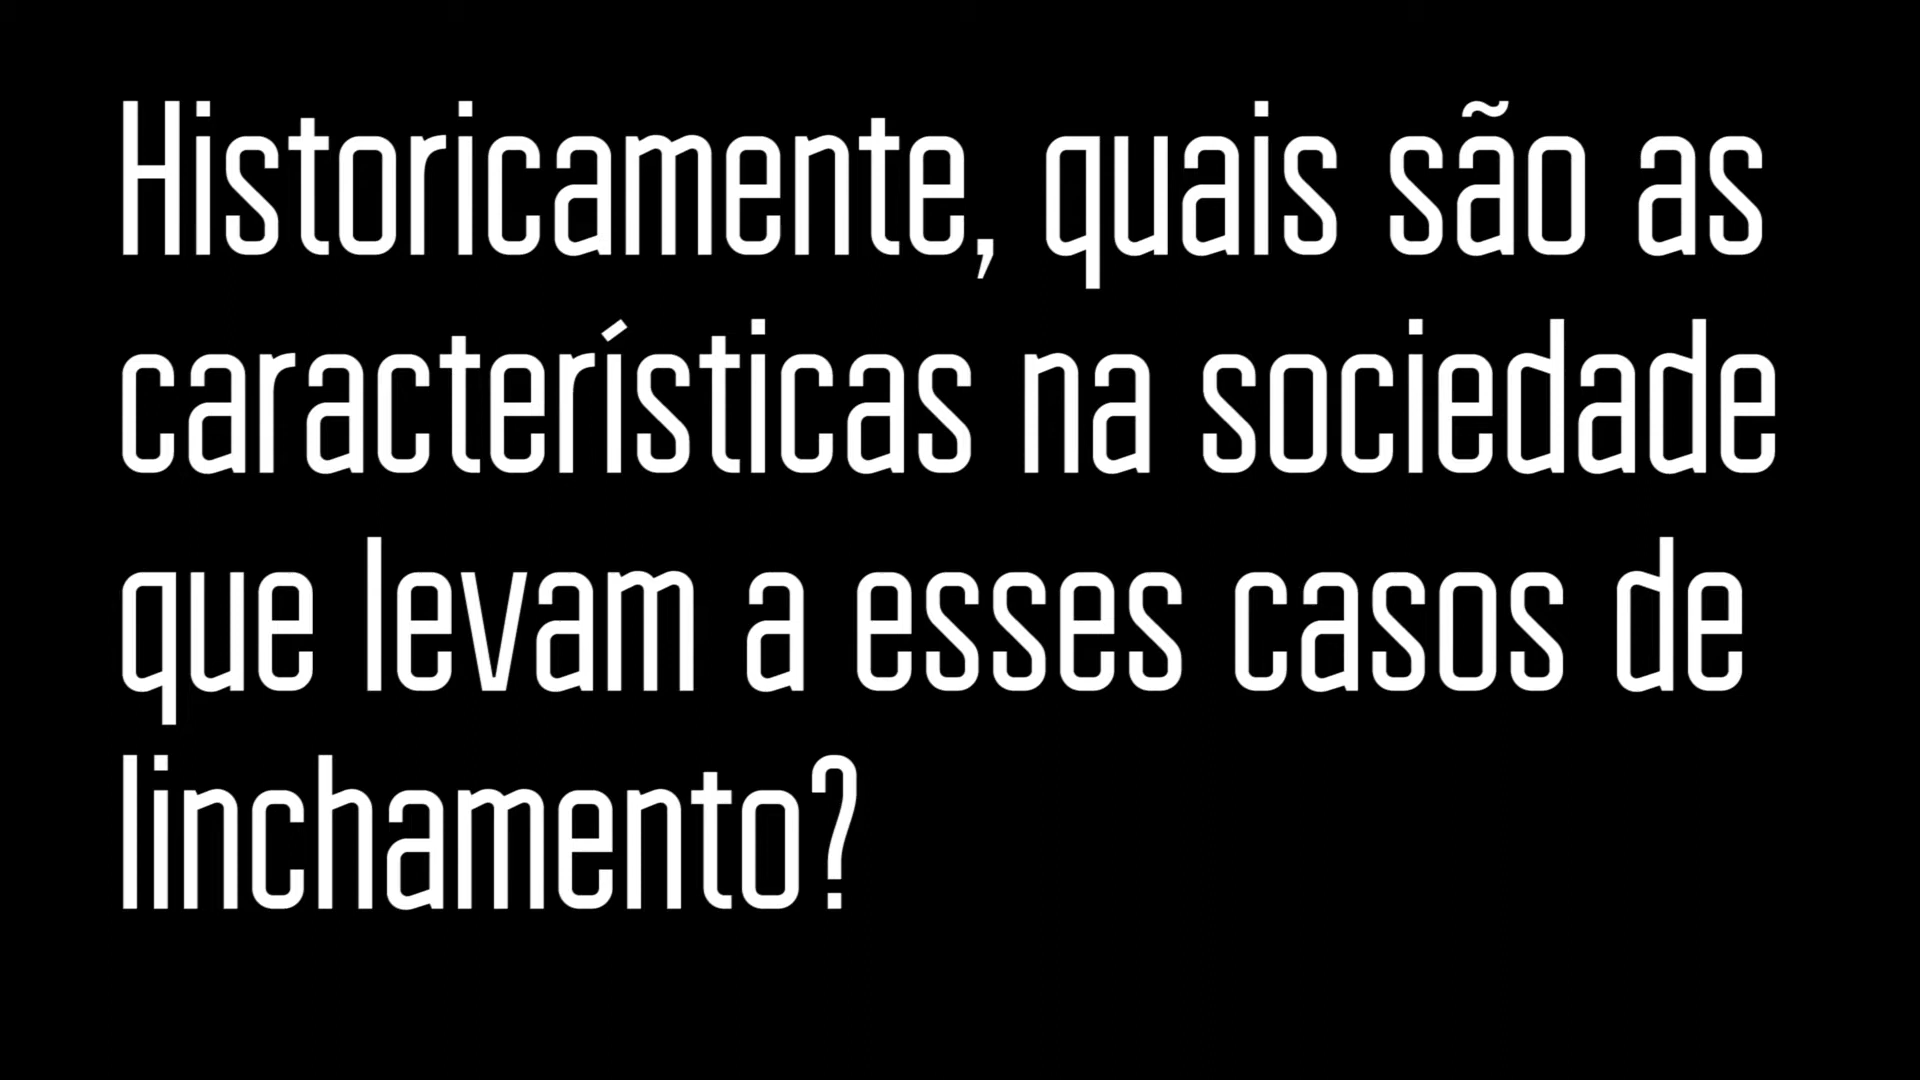 Historicamente, quais são as
características na sociedade
que levam a esses casos de
linchamento?